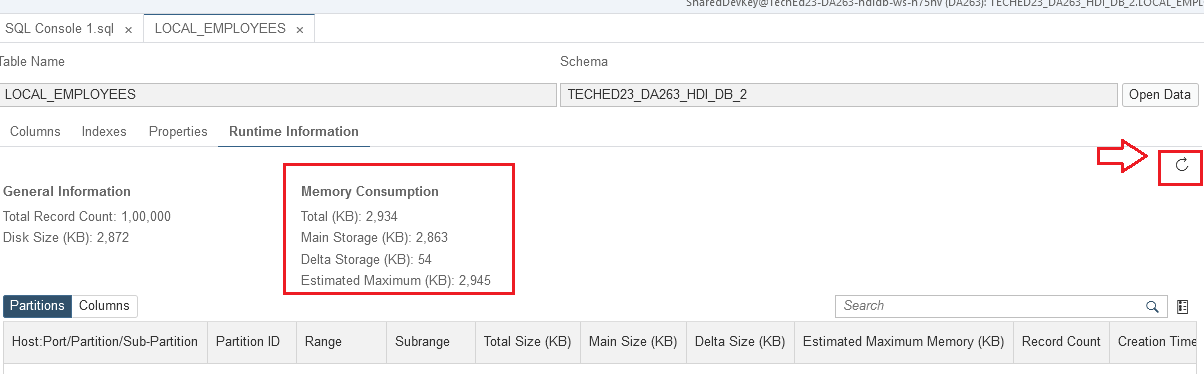 SharedDevKey@TechEd23-DA263-hdidb-ws-h75hv (DA263): TECHED23_DA263_HDI_DB_2.LOCAL_EMPL
SQL Console 1.sql × LOCAL_EMPLOYEES ×
Table Name Schema
LOCAL_EMPLOYEES TECHED23_DA263_HDI_DB_2 Open Data
Columns Indexes Properties Runtime Information
General Information Memory Consumption
Total Record Count: 1,00,000 Total (KB): 2,934
Disk Size (KB): 2,872 Main Storage (KB): 2,863
Delta Storage (KB): 54
Estimated Maximum (KB): 2,945
Partitions Columns Search
Host:Port/Partition/Sub-Partition Partition ID Range Subrange Total Size (KB) Main Size (KB) Delta Size (KB) Estimated Maximum Memory (KB) Record Count Creation Time